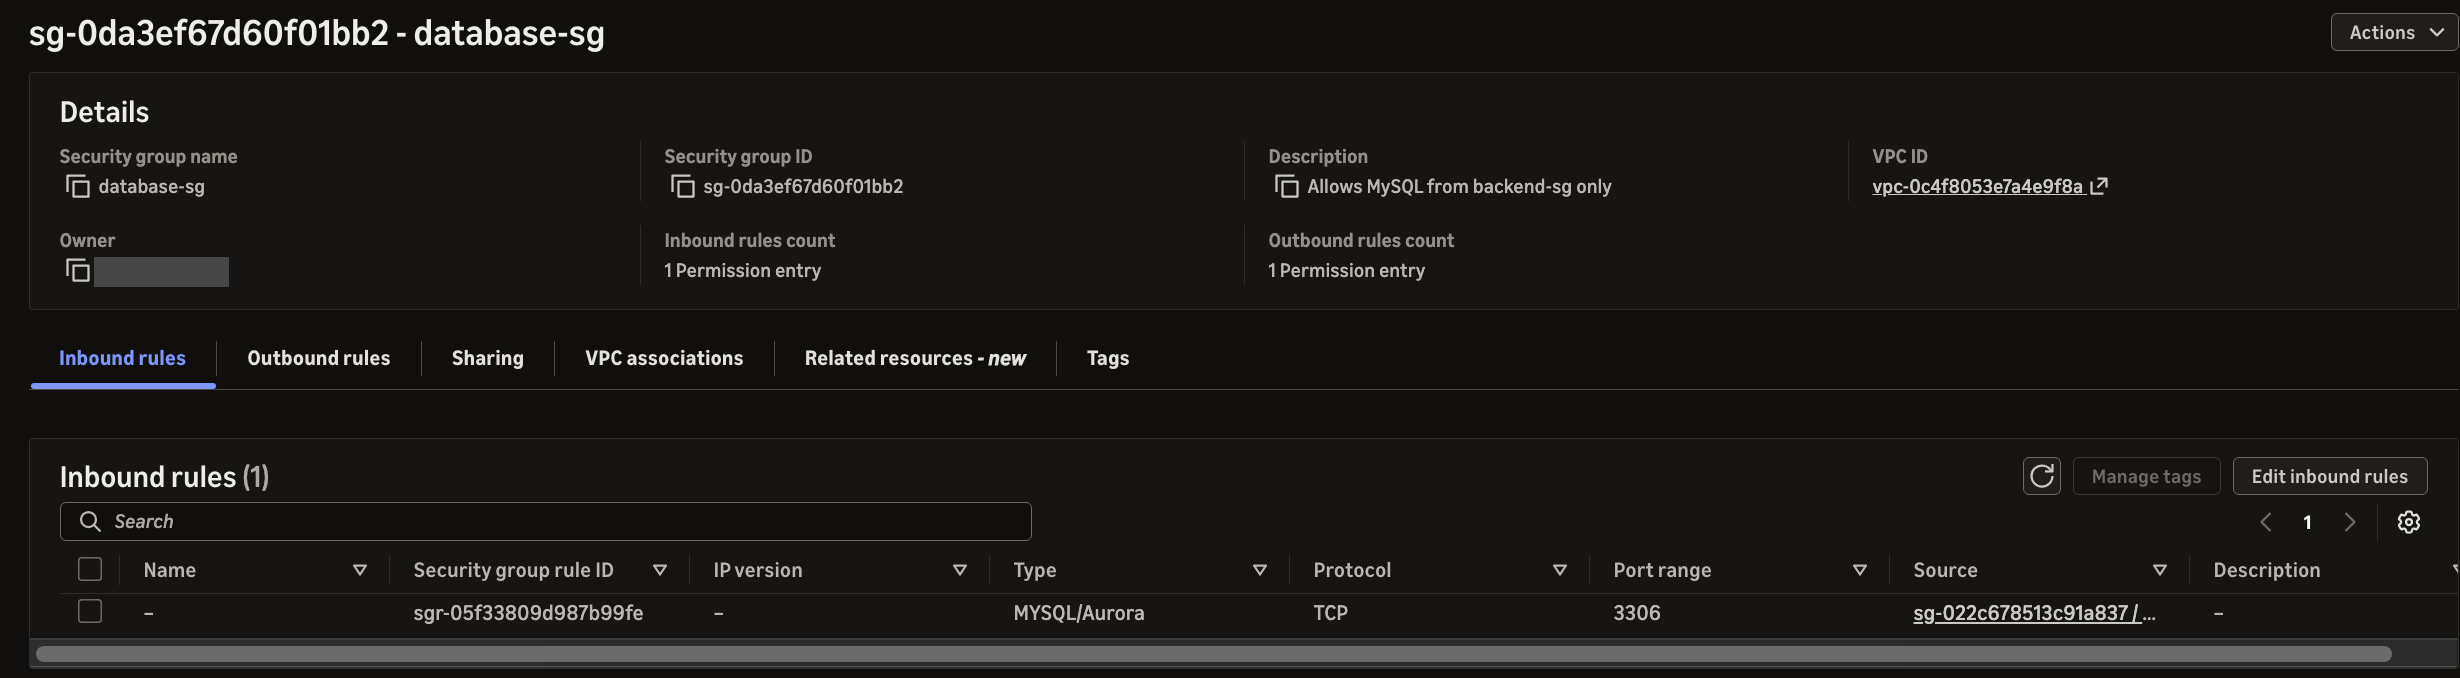 sg-0da3ef67d60f01bb2 - database-sg
Actions
Details
Security group name
database-sg
Security group ID
sg-0da3ef67d60f01bb2
Description
Allows MySQL from backend-sg only
VPC ID
vpc-0c4f8053e7a4e9f8a
Owner
Inbound rules count
1 Permission entry
Outbound rules count
1 Permission entry
Inbound rules
Outbound rules
Sharing
VPC associations
Related resources - new
Tags
Inbound rules (1)
Manage tags
Edit inbound rules
Search
1
Name
Security group rule ID
IP version
Type
Protocol
Port range
Source
Description
–
sgr-05f33809d987b99fe
–
MYSQL/Aurora
TCP
3306
sg-022c678513c91a837 / ...
–